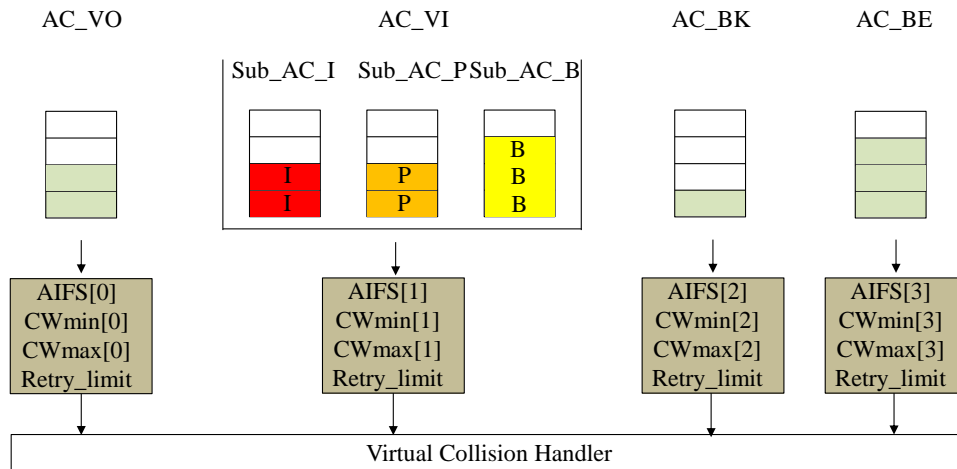 AC_VO AC_VI AC_BK AC_BE
Sub_AC_I Sub_AC_P Sub_AC_B
B
I P B
I P B
AIFS[0] AIFS[1] AIFS[2] AIFS[3]
CWmin[0] CWmin[1] CWmin[2] CWmin[3]
CWmax[0] CWmax[1] CWmax[2] CWmax[3]
Retry_limit Retry_limit Retry_limit Retry_limit
Virtual Collision Handler